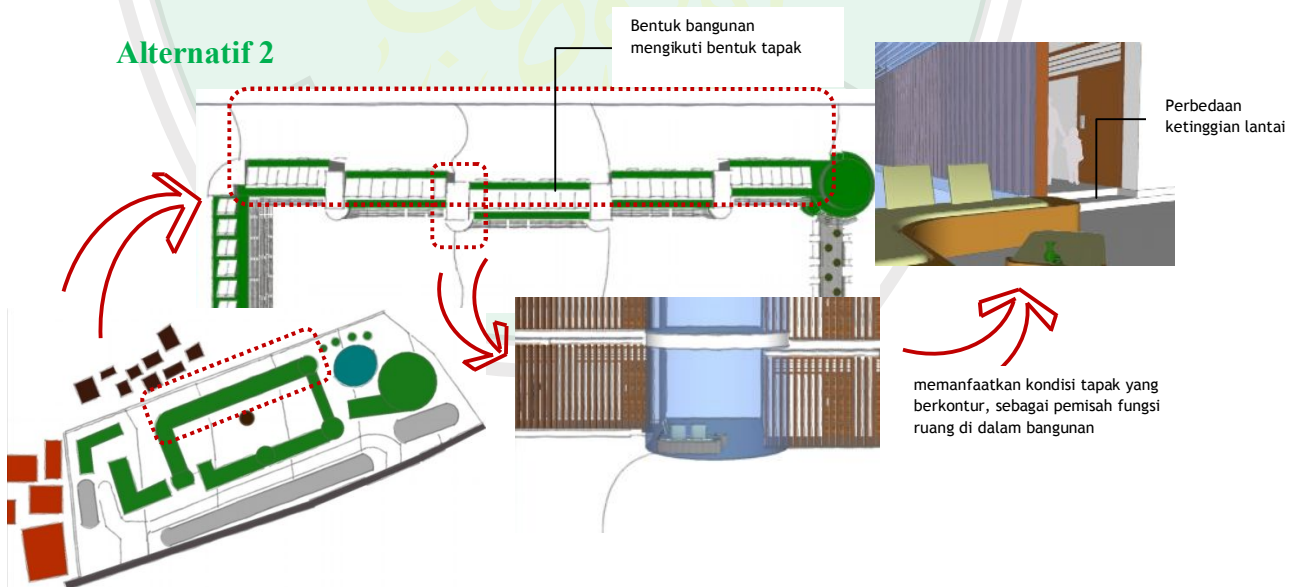 Alternatif 2
Bentuk bangunan
mengikuti bentuk tapak
Perbedaan
ketinggian lantai
memanfaatkan kondisi tapak yang
berkontur, sebagai pemisah fungsi
ruang di dalam bangunan